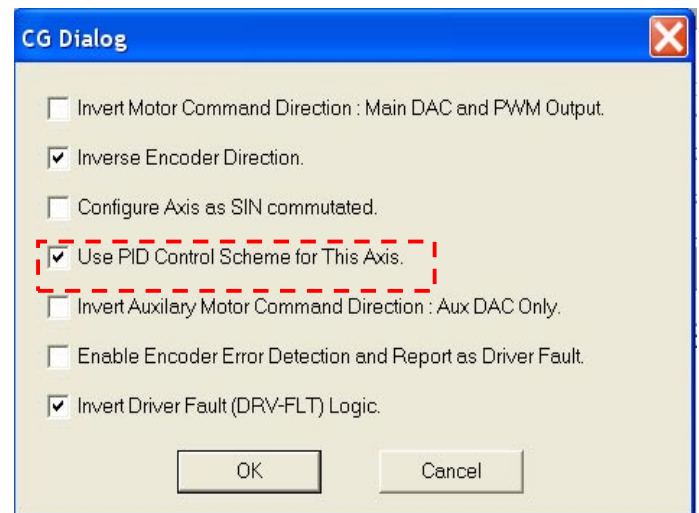 CG Dialog
Invert Motor Command Direction : Main DAC and PWM Output.
Inverse Encoder Direction.
Configure Axis as SIN commutated.
Use PID Control Scheme for This Axis.
Invert Auxilary Motor Command Direction : Aux DAC Only.
Enable Encoder Error Detection and Report as Driver Fault.
Invert Driver Fault (DRV-FLT) Logic.
OK Cancel